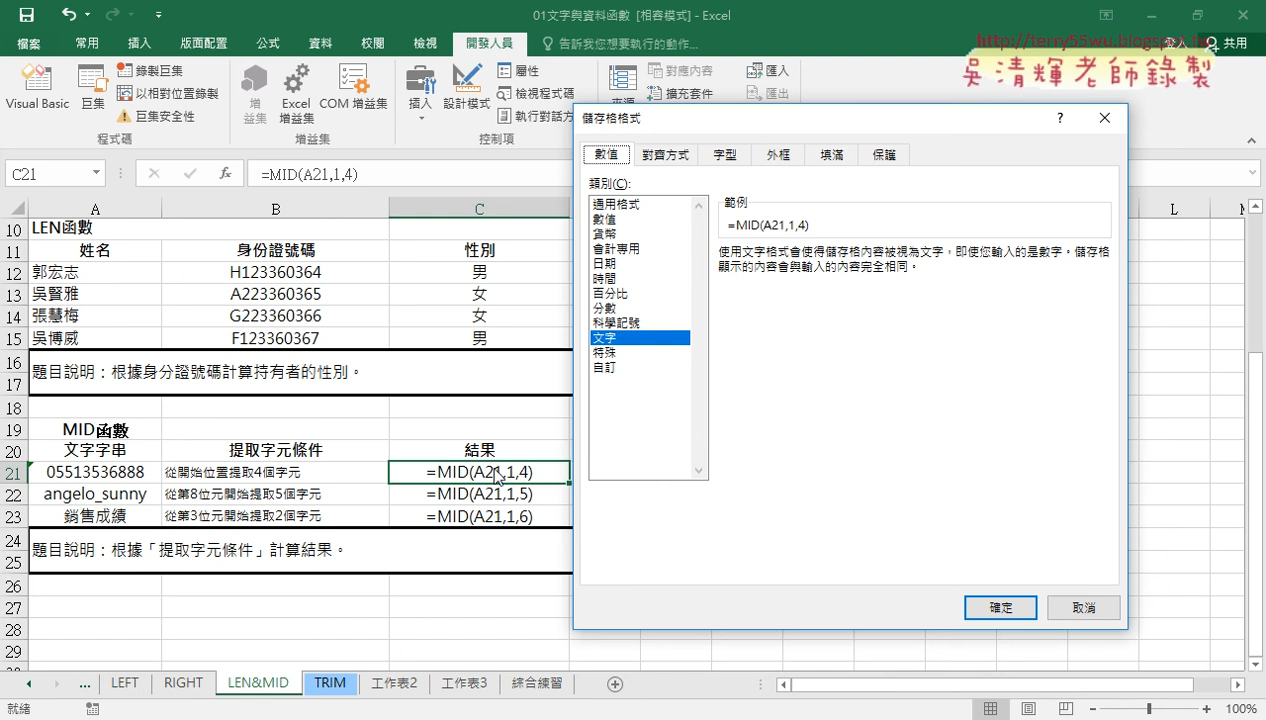 01文字與資料函數 [相容模式] - Excel
檔案 常用 插入 版面配置 公式 資料 校閱 檢視 開發人員 告訴我您想要執行的動作... 登入 共用
http://terry55wu.blogspot.tw
吳清輝老師錄製
Visual Basic 巨集 錄製巨集 以相對位置錄製 巨集安全性 程式碼
增益集 Excel 增益集 COM 增益集 增益集
插入 設計模式 屬性 檢視程式碼 執行對話方 控制項
來源 對應內容 擴充套件 匯入 匯出
C21 fx =MID(A21,1,4)
A B C L
10 LEN函數
11 姓名 身份證號碼 性別
12 郭宏志 H123360364 男
13 吳賢雅 A223360365 女
14 張慧梅 G223360366 女
15 吳博威 F123360367 男
16 題目說明：根據身分證號碼計算持有者的性別。
17
18
19 MID函數
20 文字字串 提取字元條件 結果
21 05513536888 從開始位置提取4個字元 =MID(A21,1,4)
22 angelo_sunny 從第8位元開始提取5個字元 =MID(A21,1,5)
23 銷售成績 從第3位元開始提取2個字元 =MID(A21,1,6)
24 題目說明：根據「提取字元條件」計算結果。
25
26
27
28
29
儲存格格式 ?
數值 對齊方式 字型 外框 填滿 保護
類別(C):
通用格式
數值
貨幣
會計專用
日期
時間
百分比
分數
科學記號
文字
特殊
自訂
範例
=MID(A21,1,4)
使用文字格式會使得儲存格內容被視為文字，即使您輸入的是數字。儲存格
顯示的內容會與輸入的內容完全相同。
確定 取消
... LEFT RIGHT LEN&MID TRIM 工作表2 工作表3 綜合練習
就緒 100%